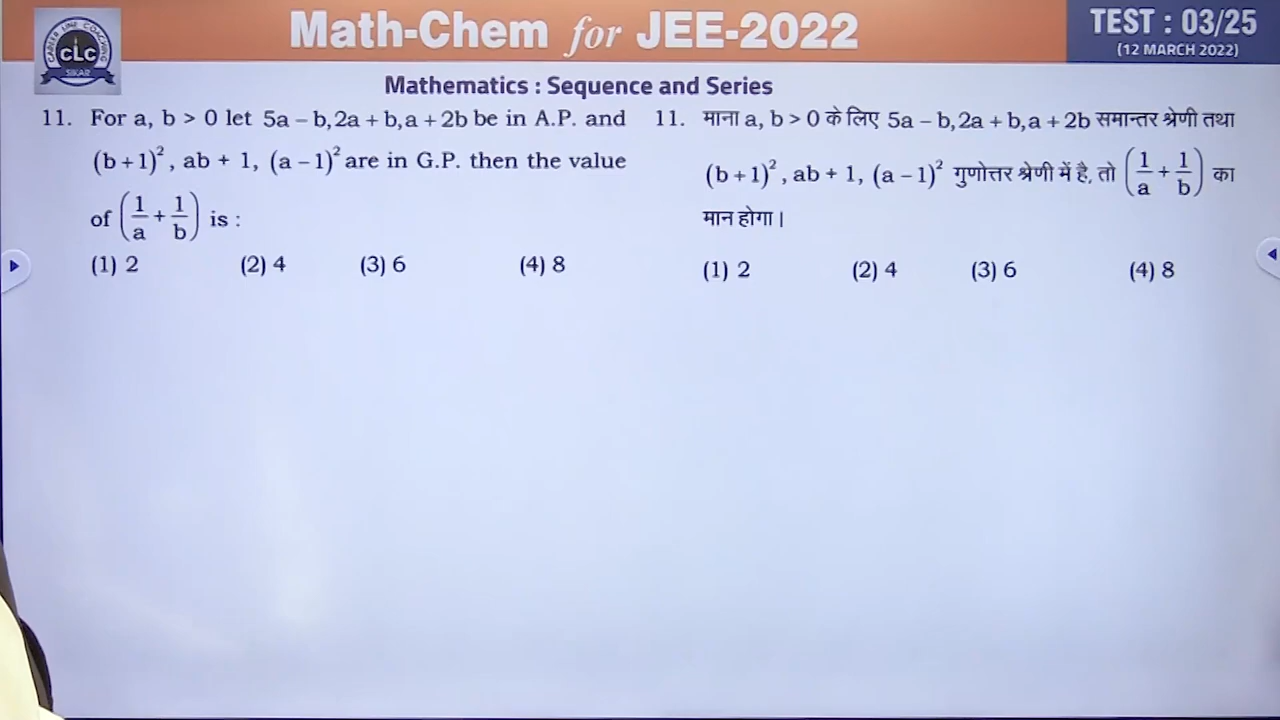 CAREER LINE COACHING
CLC
SIKAR
Math-Chem for JEE-2022
TEST : 03/25
(12 MARCH 2022)
Mathematics : Sequence and Series
11. For a, b > 0 let 5a – b, 2a + b, a + 2b be in A.P. and
(b + 1)², ab + 1, (a – 1)² are in G.P. then the value
of (1/a + 1/b) is :
(1) 2 (2) 4 (3) 6 (4) 8
11. माना a, b > 0 के लिए 5a – b, 2a + b, a + 2b समान्तर श्रेणी तथा
(b + 1)², ab + 1, (a – 1)² गुणोत्तर श्रेणी में है, तो (1/a + 1/b) का
मान होगा।
(1) 2 (2) 4 (3) 6 (4) 8